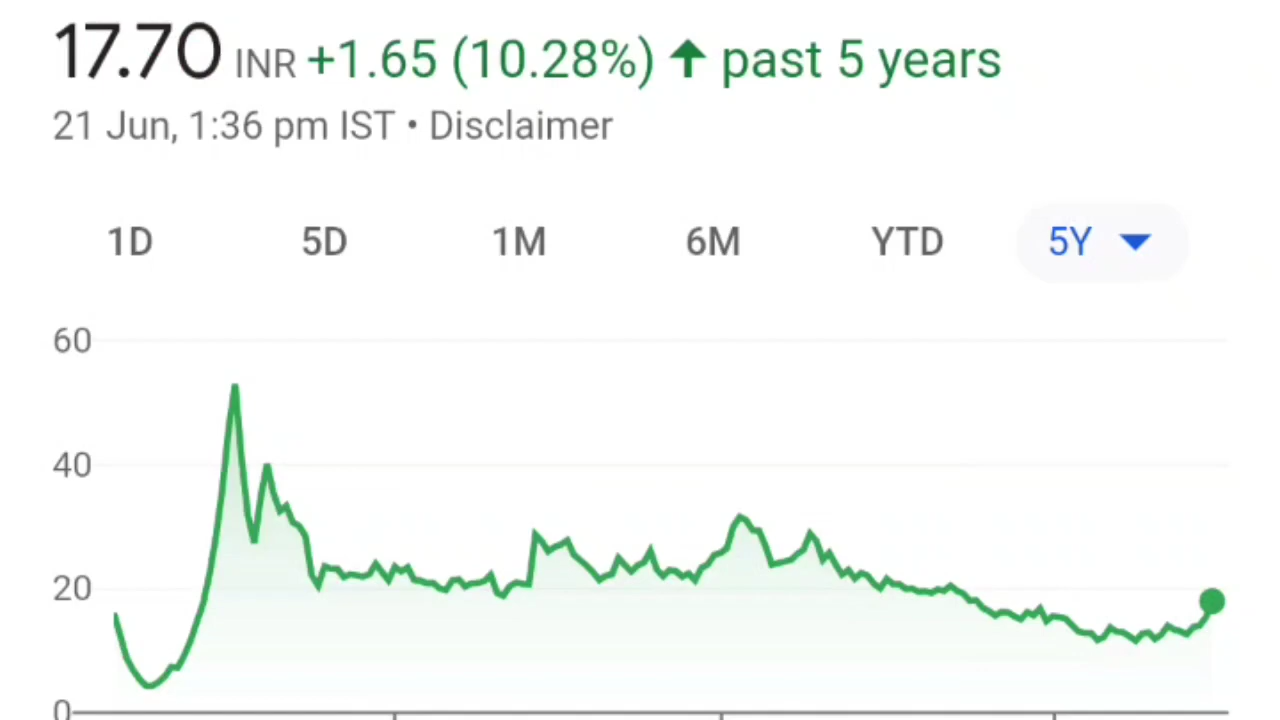 17.70 INR +1.65 (10.28%) ↑ past 5 years
21 Jun, 1:36 pm IST • Disclaimer
1D 5D 1M 6M YTD 5Y
60
40
20
0